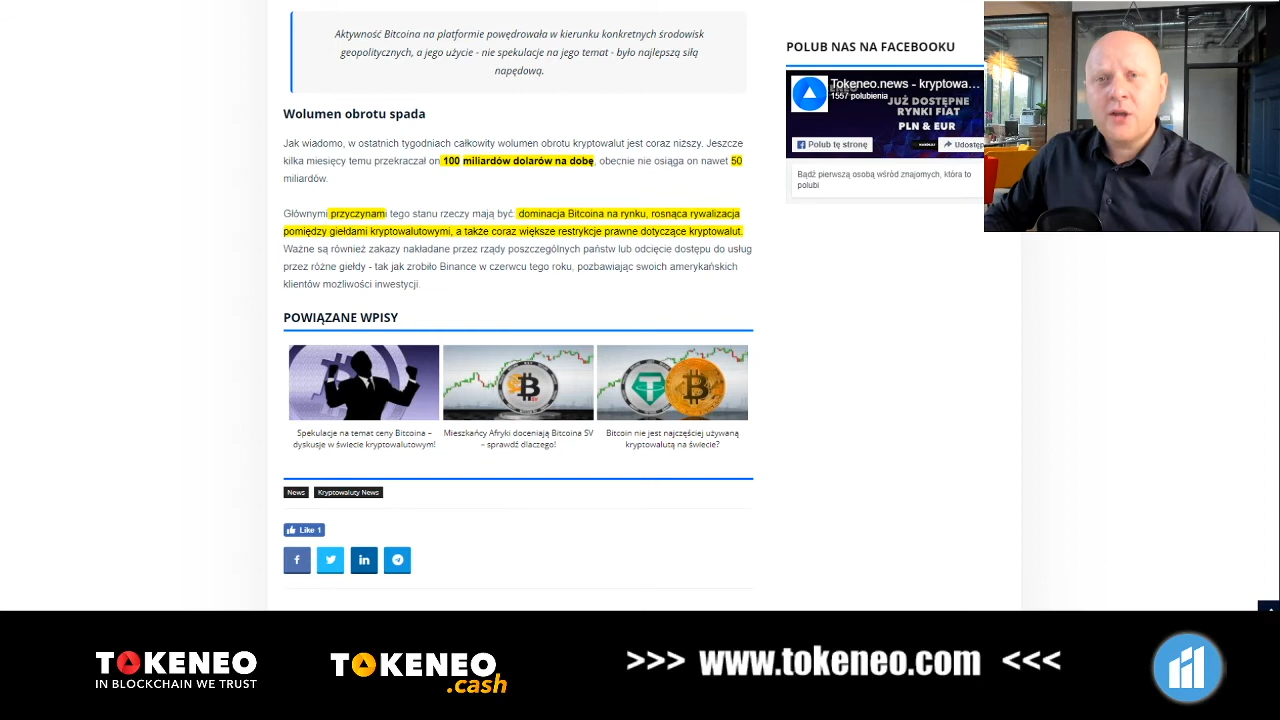 Aktywność Bitcoina na platformie powędrowała w kierunku konkretnych środowisk
geopolitycznych, a jego użycie - nie spekulacje na jego temat - było najlepszą siłą
napędową.
Wolumen obrotu spada
Jak wiadomo, w ostatnich tygodniach całkowity wolumen obrotu kryptowalut jest coraz niższy. Jeszcze
kilka miesięcy temu przekraczał on 100 miliardów dolarów na dobę, obecnie nie osiąga on nawet 50
miliardów.
Głównymi przyczynami tego stanu rzeczy mają być: dominacja Bitcoina na rynku, rosnąca rywalizacja
pomiędzy giełdami kryptowalutowymi, a także coraz większe restrykcje prawne dotyczące kryptowalut.
Ważne są również zakazy nakładane przez rządy poszczególnych państw lub odcięcie dostępu do usług
przez różne giełdy - tak jak zrobiło Binance w czerwcu tego roku, pozbawiając swoich amerykańskich
klientów możliwości inwestycji.
POWIĄZANE WPISY
Spekulacje na temat ceny Bitcoina –
dyskusje w świecie kryptowalutowym!
Mieszkańcy Afryki doceniają Bitcoina SV
– sprawdź dlaczego!
Bitcoin nie jest najczęściej używaną
kryptowalutą na świecie?
News
Kryptowaluty News
Like 1
POLUB NAS NA FACEBOOKU
Tokeneo.news - kryptowa...
1557 polubienia
JUŻ DOSTĘPNE
RYNKI FIAT
PLN & EUR
Polub tę stronę
Udostęp
Bądź pierwszą osobą wśród znajomych, która to
polubi
TOKENEO
IN BLOCKCHAIN WE TRUST
TOKENEO
.cash
>>> www.tokeneo.com <<<